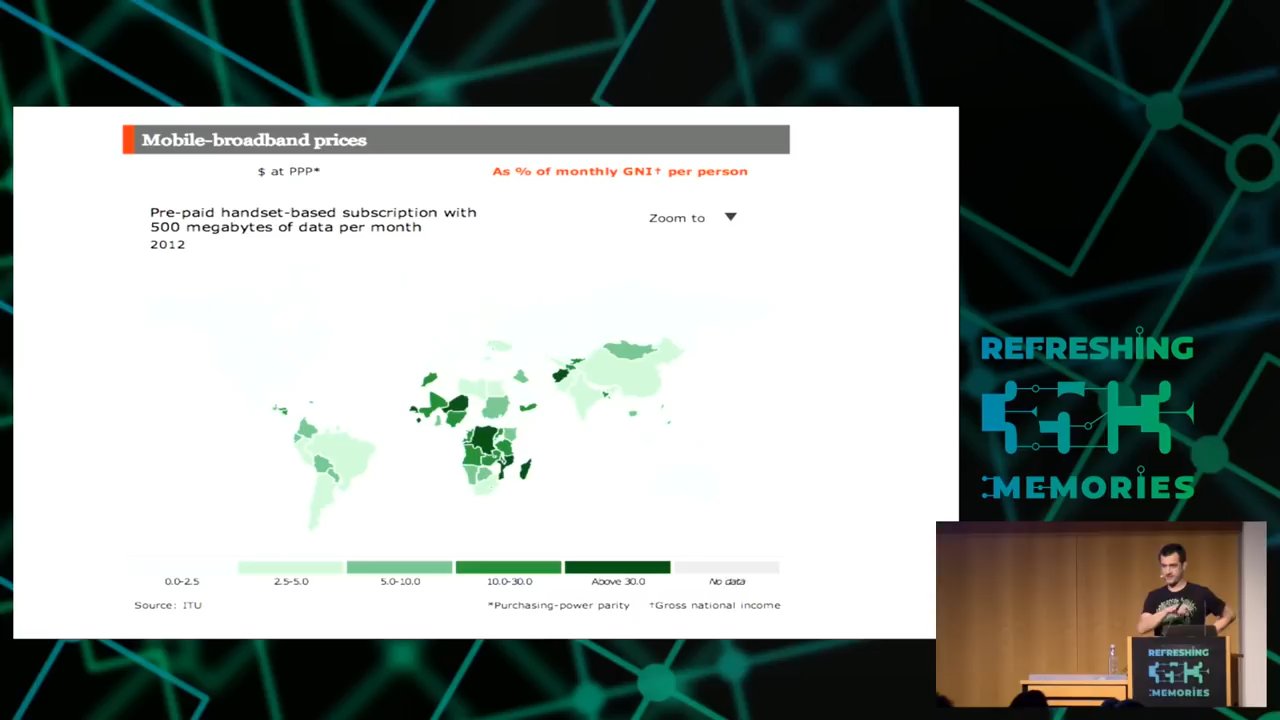 Mobile-broadband prices
$ at PPP*
As % of monthly GNI† per person
Pre-paid handset-based subscription with
500 megabytes of data per month
2012
Zoom to
0.0-2.5
2.5-5.0
5.0-10.0
10.0-30.0
Above 30.0
No data
Source: ITU
*Purchasing-power parity
†Gross national income
REFRESHING
MEMORIES
REFRESHING
MEMORIES